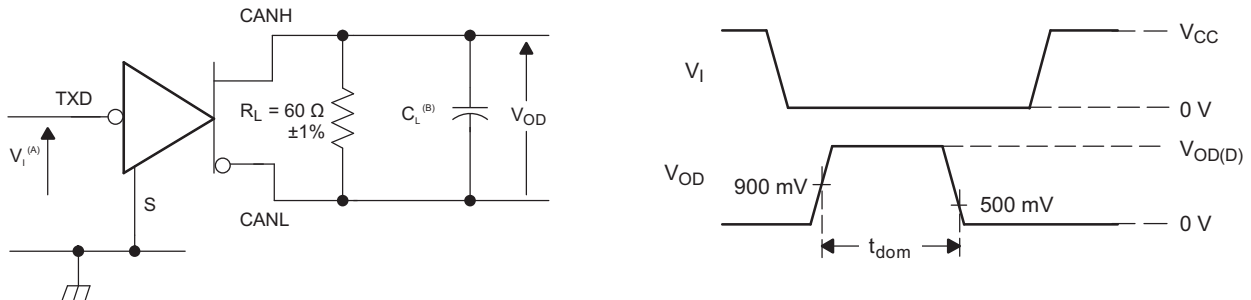 CANH
TXD
R_L = 60 Ω
±1%
C_L^(B)
V_OD
V_I^(A)
S
CANL
V_I
V_CC
0 V
V_OD
900 mV
V_OD(D)
500 mV
0 V
t_dom